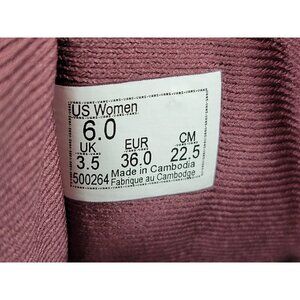 US Women
6.0
UK EUR CM
3.5 36.0 22.5
500264 Made in Cambodia
Fabrique au Cambodge